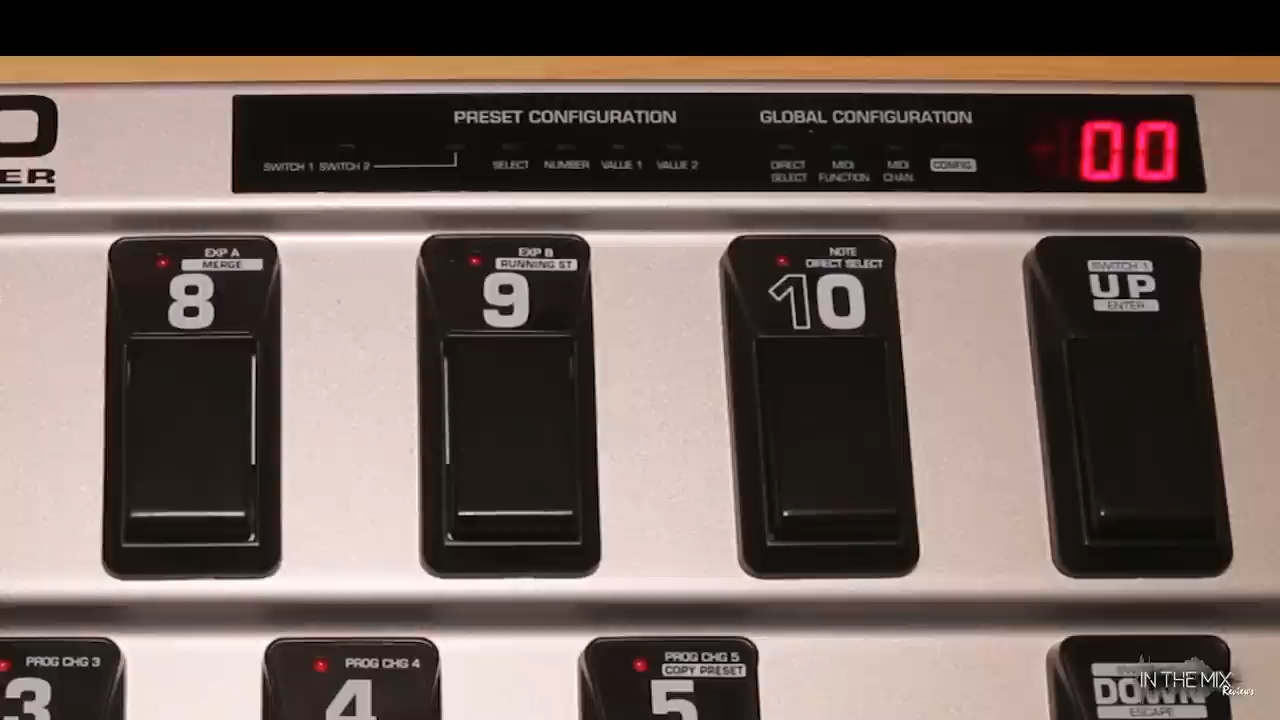 O
ER
PRESET CONFIGURATION
SWITCH 1 SWITCH 2
SELECT NUMBER VALUE 1 VALUE 2
GLOBAL CONFIGURATION
DIRECT SELECT
MIDI FUNCTION
MIDI CHAN.
CONFIG.
00
EXP A
MERGE
8
EXP B
RUNNING ST
9
NOTE
DIRECT SELECT
10
SWITCH 1
UP
ENTER
PROG CHG 3
3
PROG CHG 4
4
PROG CHG 5
COPY PRESET
5
DOWN
ESCAPE
IN THE MIX
Reviews